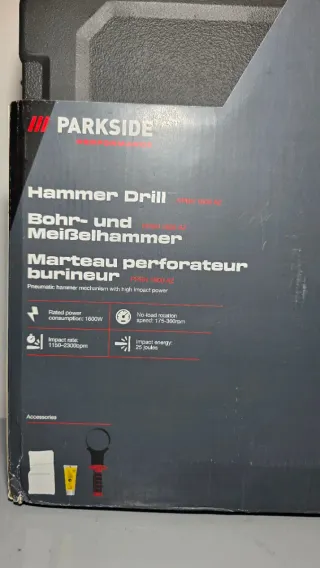 PARKSIDE
Hammer Drill
Bohr- und
Meißelhammer
Marteau perforateur
burineur
Pneumatic hammer mechanism with high impact power
Rated power
consumption: 1600W
No-load rotation
speed: 175-360rpm
Impact rate:
1150-2300bpm
Impact energy:
25 joules
Accessories